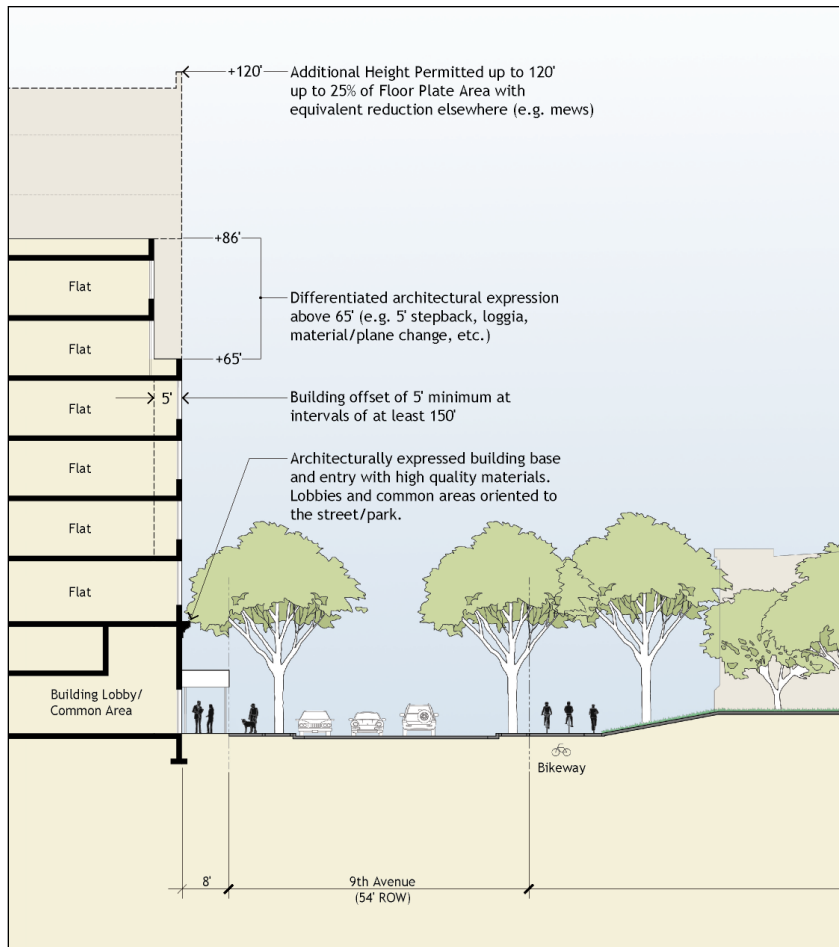 +120'
Additional Height Permitted up to 120'
up to 25% of Floor Plate Area with
equivalent reduction elsewhere (e.g. mews)
+86'
Flat
Differentiated architectural expression
above 65' (e.g. 5' stepback, loggia,
material/plane change, etc.)
Flat
+65'
5'
Building offset of 5' minimum at
intervals of at least 150'
Flat
Architecturally expressed building base
and entry with high quality materials.
Lobbies and common areas oriented to
the street/park.
Flat
Flat
Flat
Building Lobby/
Common Area
Bikeway
8'
9th Avenue
(54' ROW)